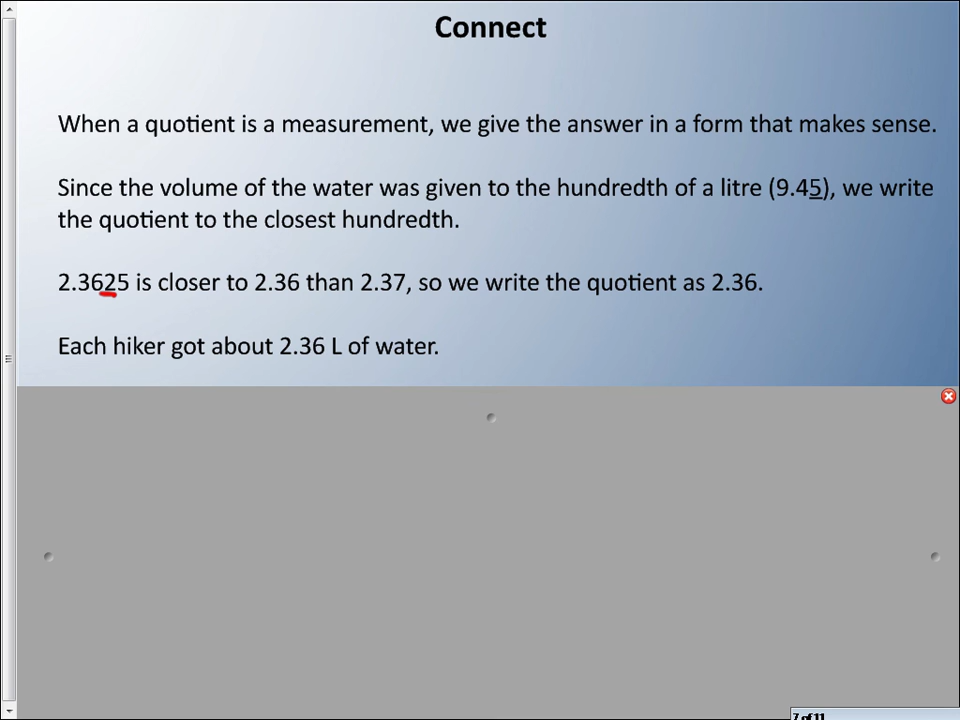 Connect
When a quotient is a measurement, we give the answer in a form that makes sense.
Since the volume of the water was given to the hundredth of a litre (9.45), we write
the quotient to the closest hundredth.
2.3625 is closer to 2.36 than 2.37, so we write the quotient as 2.36.
Each hiker got about 2.36 L of water.
7 of 11